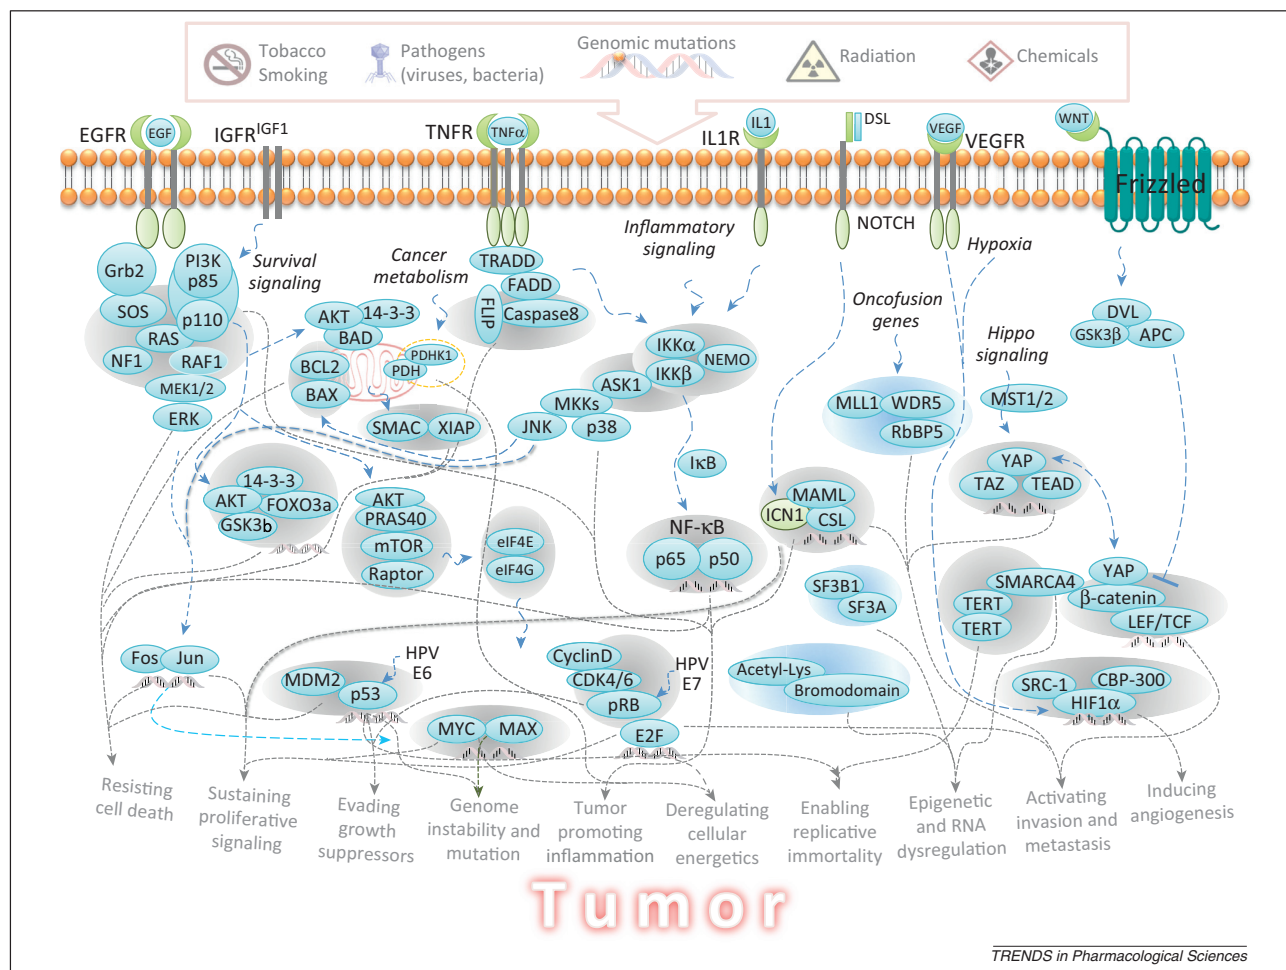 Tobacco
Smoking
Pathogens
(viruses, bacteria)
Genomic mutations
Radiation
Chemicals
EGFR
EGF
IGFR
IGF1
TNFR
TNFα
IL1R
IL1
DSL
VEGF
VEGFR
WNT
Frizzled
NOTCH
Inflammatory
signaling
Hypoxia
Survival
signaling
Cancer
metabolism
Oncofusion
genes
Hippo
signaling
Grb2
PI3K
p85
SOS
p110
RAS
NF1
RAF1
MEK1/2
ERK
AKT
14-3-3
BAD
BCL2
BAX
PDHK1
PDH
SMAC
XIAP
TRADD
FADD
FLIP
Caspase8
IKKα
NEMO
IKKβ
ASK1
MKKs
JNK
p38
IκB
MLL1
WDR5
RbBP5
DVL
GSK3β
APC
MST1/2
YAP
TAZ
TEAD
14-3-3
AKT
FOXO3a
GSK3b
AKT
PRAS40
mTOR
Raptor
eIF4E
eIF4G
NF-κB
p65
p50
MAML
ICN1
CSL
SF3B1
SF3A
SMARCA4
TERT
TERT
YAP
β-catenin
LEF/TCF
Fos
Jun
MDM2
p53
HPV
E6
MYC
MAX
CyclinD
CDK4/6
pRB
E2F
HPV
E7
Acetyl-Lys
Bromodomain
SRC-1
CBP-300
HIF1α
Resisting
cell death
Sustaining
proliferative
signaling
Evading
growth
suppressors
Genome
instability and
mutation
Tumor
promoting
inflammation
Deregulating
cellular
energetics
Enabling
replicative
immortality
Epigenetic
and RNA
dysregulation
Activating
invasion and
metastasis
Inducing
angiogenesis
Tumor
TRENDS in Pharmacological Sciences